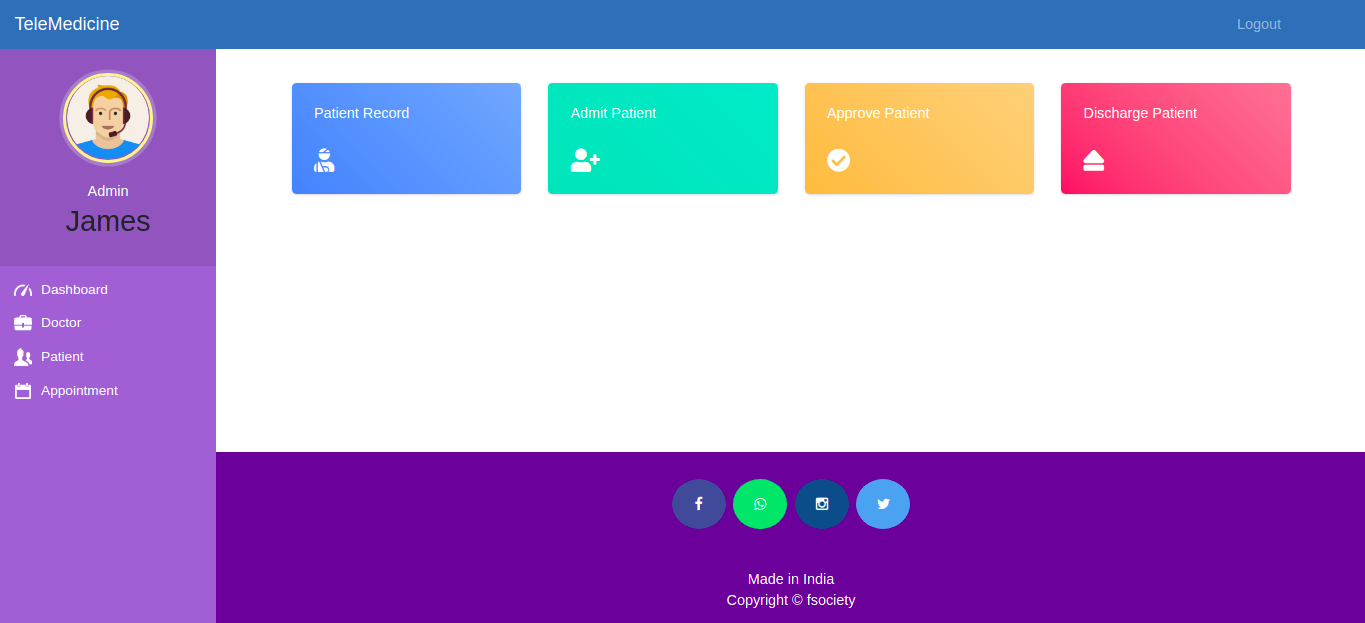 TeleMedicine
Logout
Admin
James
Dashboard
Doctor
Patient
Appointment
Patient Record
Admit Patient
Approve Patient
Discharge Patient
Made in India
Copyright © fsociety